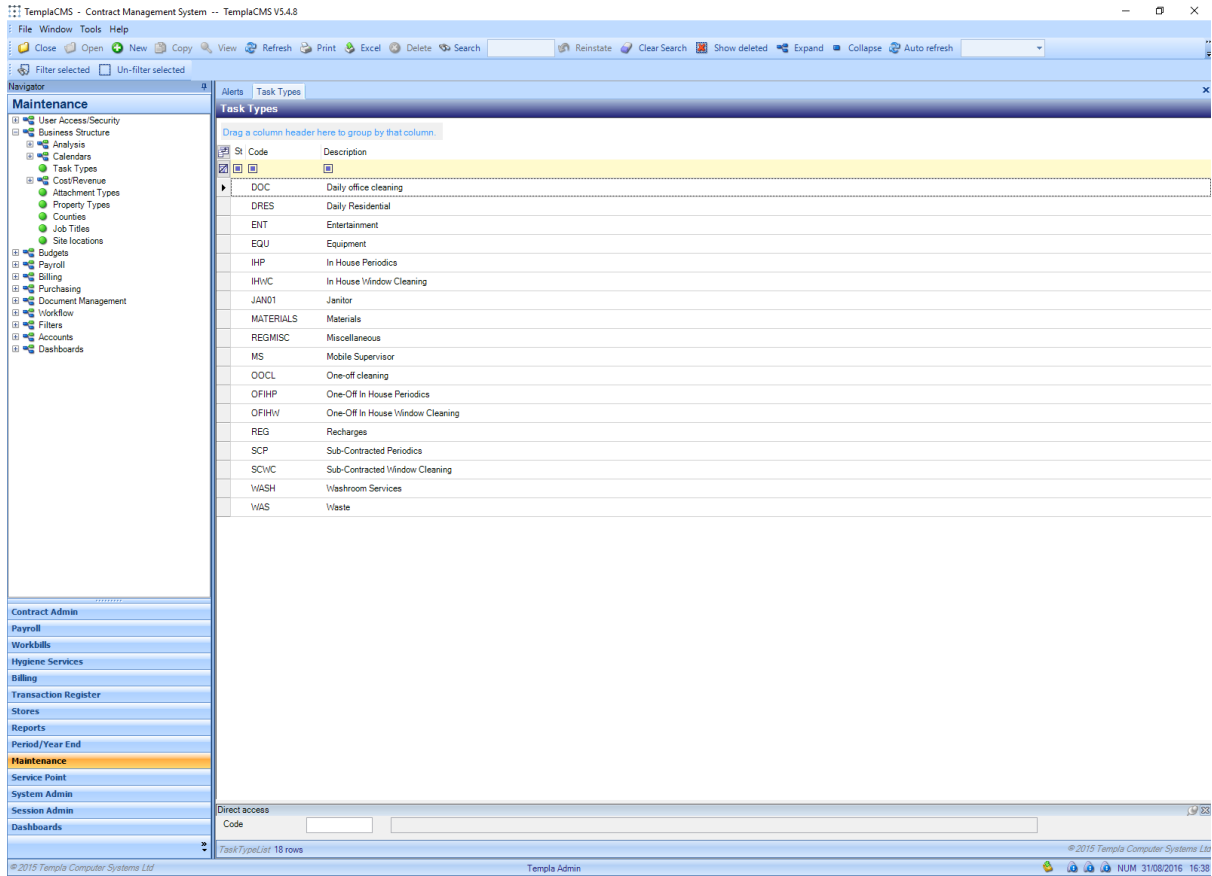 TemplaCMS - Contract Management System -- TemplaCMS V5.4.8
File Window Tools Help
Close Open New Copy View Refresh Print Excel Delete Search Reinstate Clear Search Show deleted Expand Collapse Auto refresh
Filter selected Un-filter selected
Navigator
Maintenance
User Access/Security
Business Structure
Analysis
Calendars
Task Types
Cost/Revenue
Attachment Types
Property Types
Counties
Job Titles
Site locations
Budgets
Payroll
Billing
Purchasing
Document Management
Workflow
Filters
Accounts
Dashboards
Contract Admin
Payroll
Workbills
Hygiene Services
Billing
Transaction Register
Stores
Reports
Period/Year End
Maintenance
Service Point
System Admin
Session Admin
Dashboards
Alerts Task Types
Task Types
Drag a column header here to group by that column.
St Code Description
DOC Daily office cleaning
DRES Daily Residential
ENT Entertainment
EQU Equipment
IHP In House Periodics
IHWC In House Window Cleaning
JAN01 Janitor
MATERIALS Materials
REGMISC Miscellaneous
MS Mobile Supervisor
OOCL One-off cleaning
OFIHP One-Off In House Periodics
OFIHW One-Off In House Window Cleaning
REG Recharges
SCP Sub-Contracted Periodics
SCWC Sub-Contracted Window Cleaning
WASH Washroom Services
WAS Waste
Direct access
Code
TaskTypeList 18 rows © 2015 Templa Computer Systems Ltd
© 2015 Templa Computer Systems Ltd Templa Admin NUM 31/08/2016 16:38